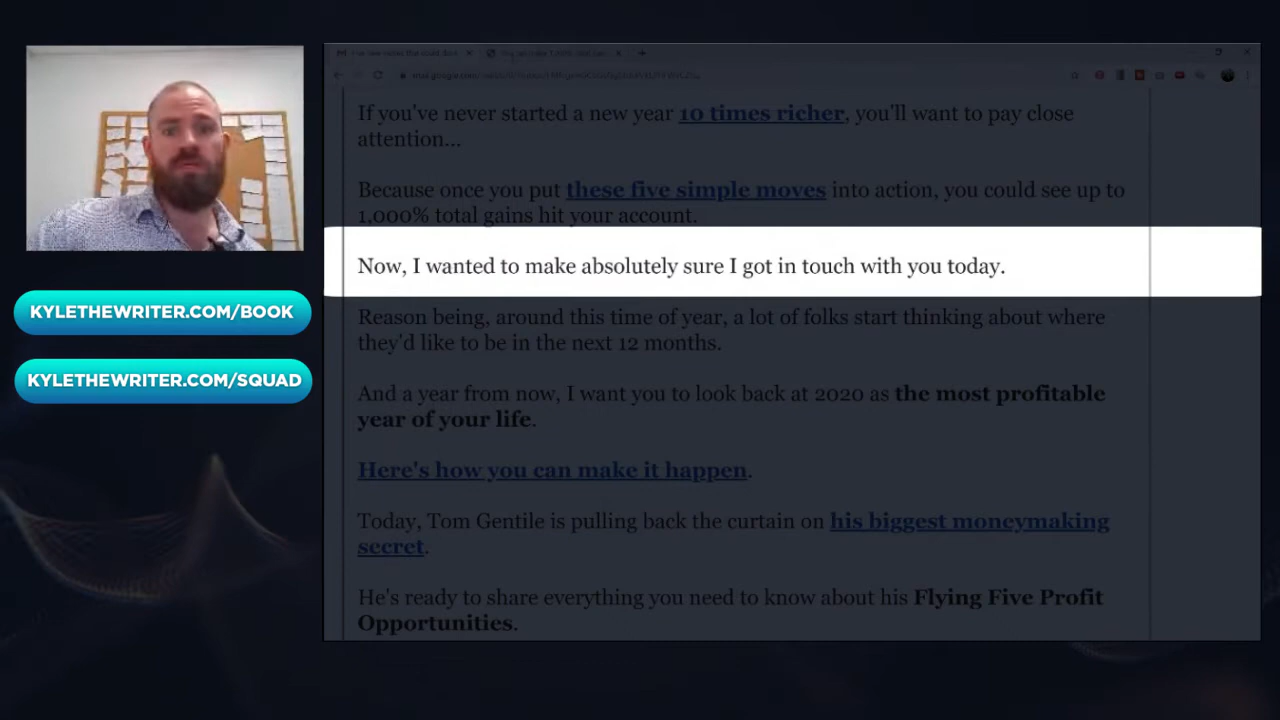 KYLETHEWRITER.COM/BOOK
KYLETHEWRITER.COM/SQUAD
If you've never started a new year 10 times richer, you'll want to pay close
attention...
Because once you put these five simple moves into action, you could see up to
1,000% total gains hit your account.
Now, I wanted to make absolutely sure I got in touch with you today.
Reason being, around this time of year, a lot of folks start thinking about where
they'd like to be in the next 12 months.
And a year from now, I want you to look back at 2020 as the most profitable
year of your life.
Here's how you can make it happen.
Today, Tom Gentile is pulling back the curtain on his biggest moneymaking
secret.
He's ready to share everything you need to know about his Flying Five Profit
Opportunities.